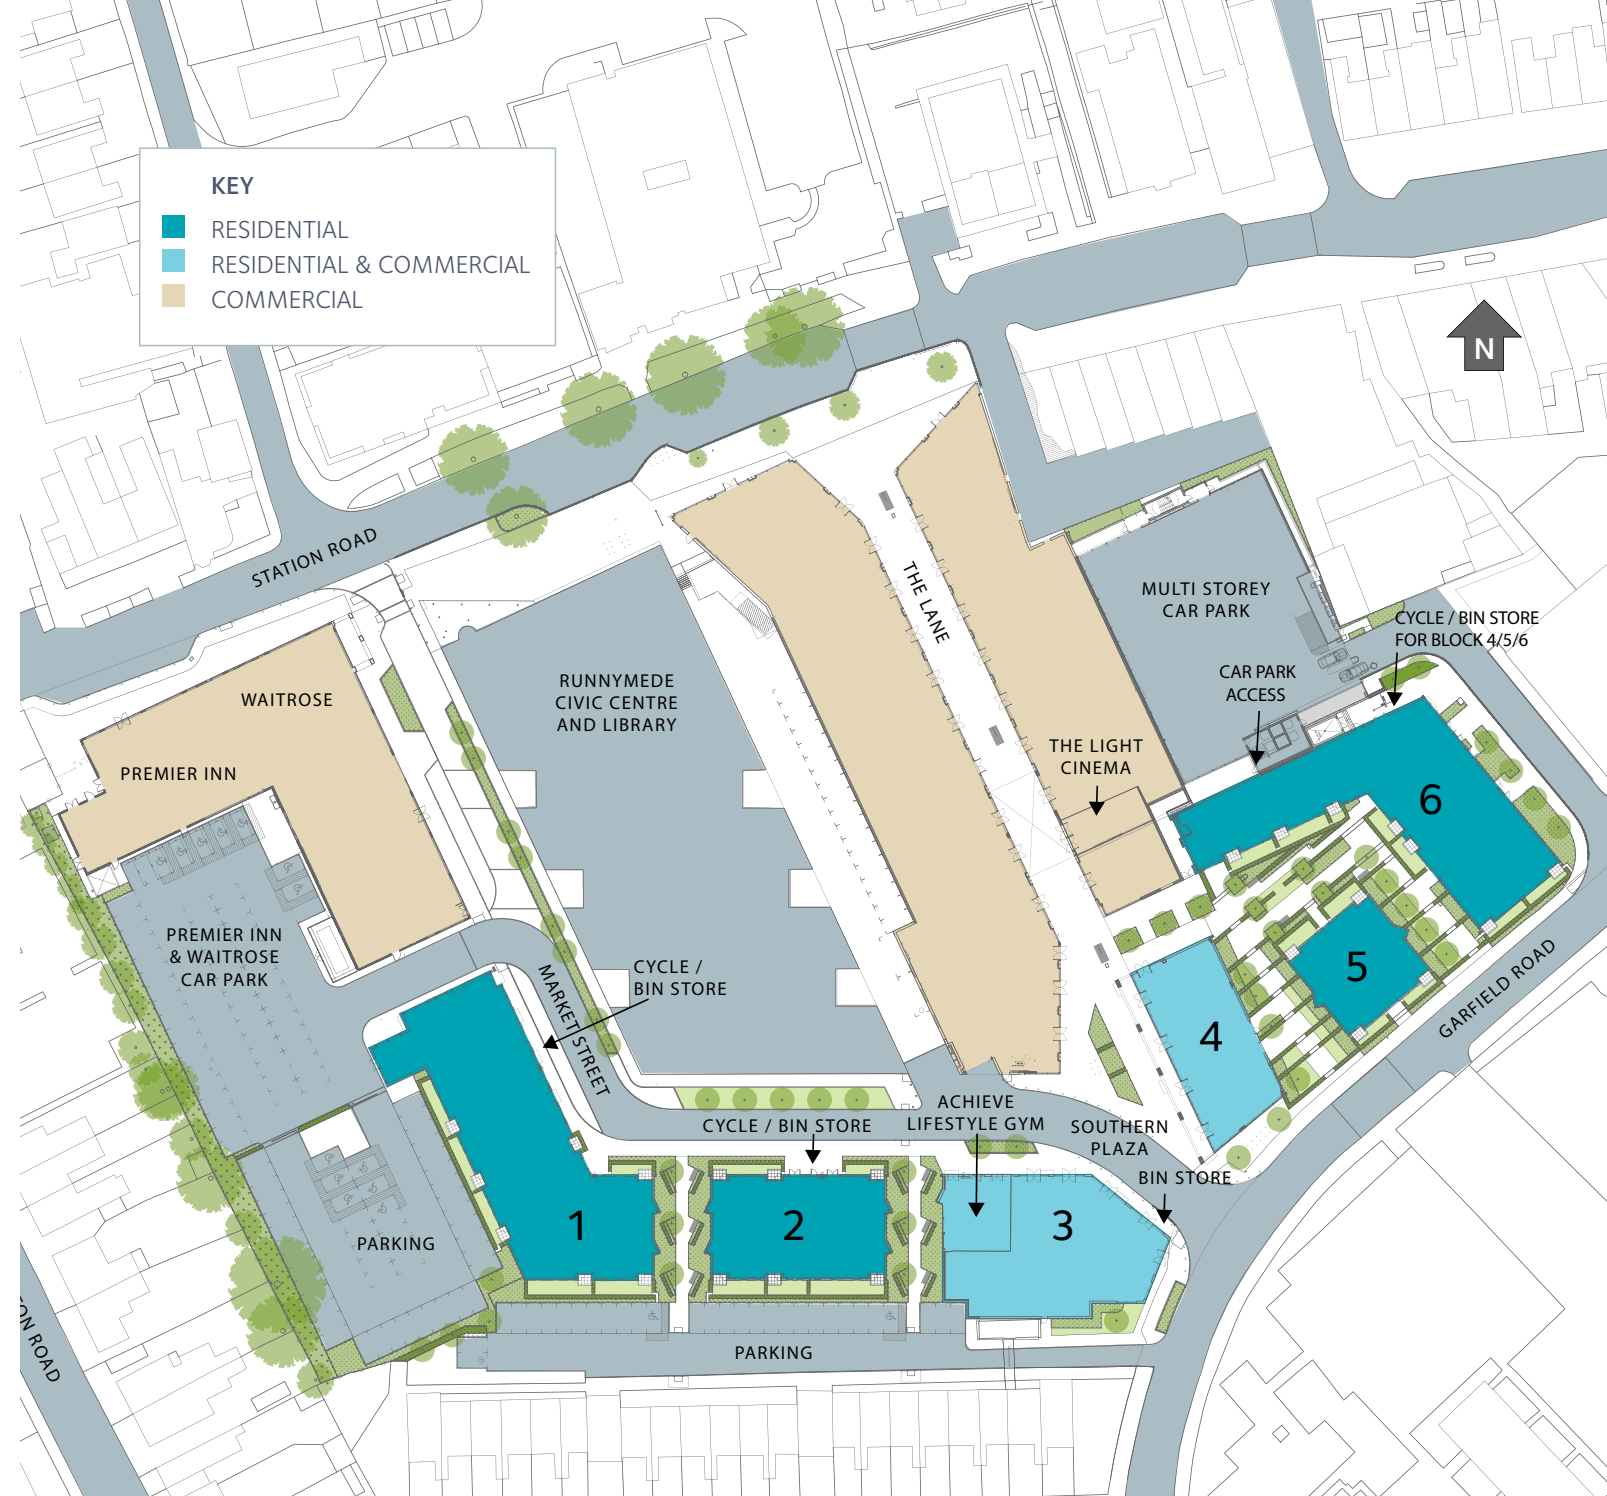 KEY
RESIDENTIAL
RESIDENTIAL & COMMERCIAL
COMMERCIAL
N
STATION ROAD
THE LANE
MULTI STOREY
CAR PARK
CYCLE / BIN STORE
FOR BLOCK 4/5/6
CAR PARK
ACCESS
RUNNYMEDE
CIVIC CENTRE
AND LIBRARY
WAITROSE
PREMIER INN
THE LIGHT
CINEMA
6
PREMIER INN
& WAITROSE
CAR PARK
CYCLE /
BIN STORE
MARKET STREET
5
4
GARFIELD ROAD
ACHIEVE
LIFESTYLE GYM
CYCLE / BIN STORE
SOUTHERN
PLAZA
BIN STORE
1
2
3
PARKING
PARKING
ROAD